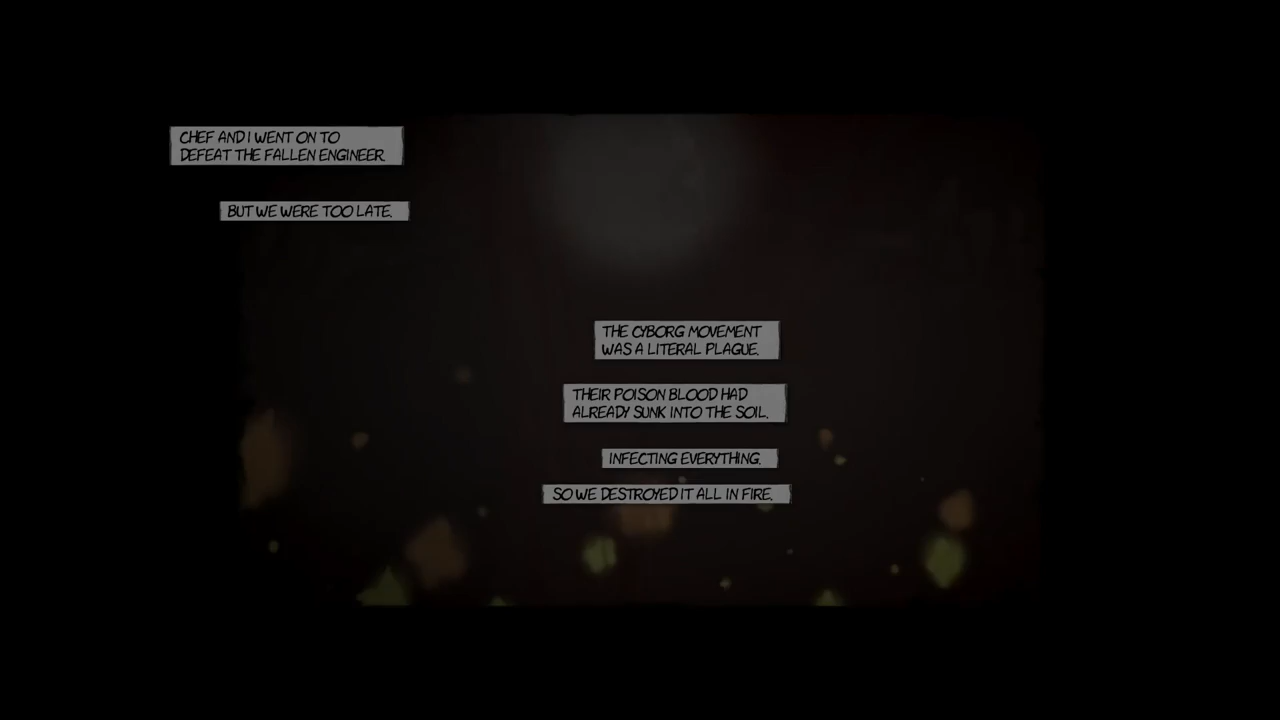 CHEF AND I WENT ON TO
DEFEAT THE FALLEN ENGINEER.
BUT WE WERE TOO LATE.
THE CYBORG MOVEMENT
WAS A LITERAL PLAGUE.
THEIR POISON BLOOD HAD
ALREADY SUNK INTO THE SOIL.
INFECTING EVERYTHING.
SO WE DESTROYED IT ALL IN FIRE.